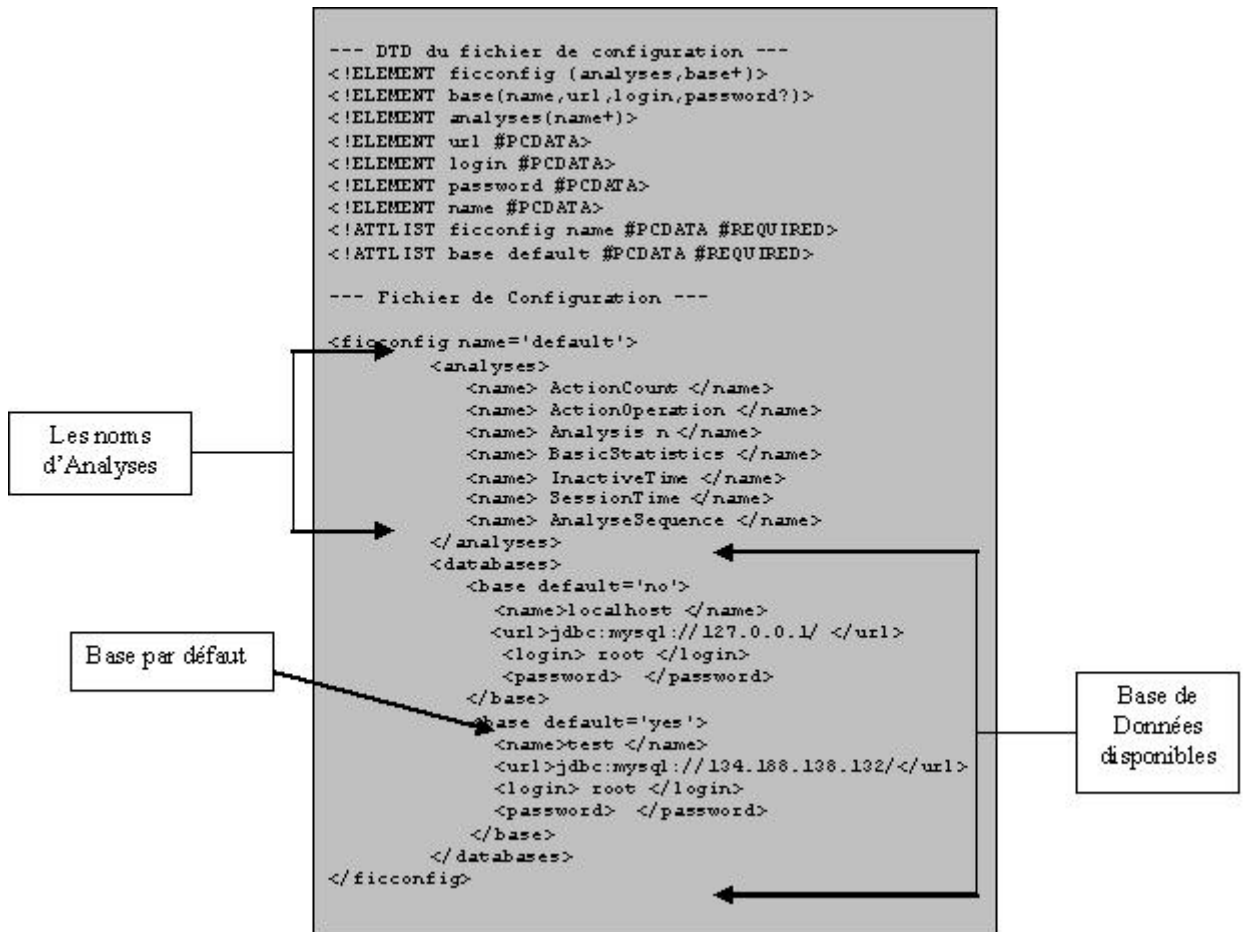 --- DTD du fichier de configuration ---
<!ELEMENT ficconfig (analyses,base+)>
<!ELEMENT base(name,url,login,password?)>
<!ELEMENT analyses(name+)>
<!ELEMENT url #PCDATA>
<!ELEMENT login #PCDATA>
<!ELEMENT password #PCDATA>
<!ELEMENT name #PCDATA>
<!ATTLIST ficconfig name #PCDATA #REQUIRED>
<!ATTLIST base default #PCDATA #REQUIRED>
--- Fichier de Configuration ---
<ficconfig name='default'>
<analyses>
<name> ActionCount </name>
<name> ActionOperation </name>
<name> Analysis n </name>
<name> BasicStatistics </name>
<name> InactiveTime </name>
<name> SessionTime </name>
<name> AnalyseSequence </name>
</analyses>
<databases>
<base default='no'>
<name>localhost </name>
<url>jdbc:mysql://127.0.0.1/ </url>
<login> root </login>
<password>  </password>
</base>
<base default='yes'>
<name>test </name>
<url>jdbc:mysql://134.188.138.132/</url>
<login> root </login>
<password>  </password>
</base>
</databases>
</ficconfig>
Les noms
d'Analyses
Base par défaut
Base de
Données
disponibles